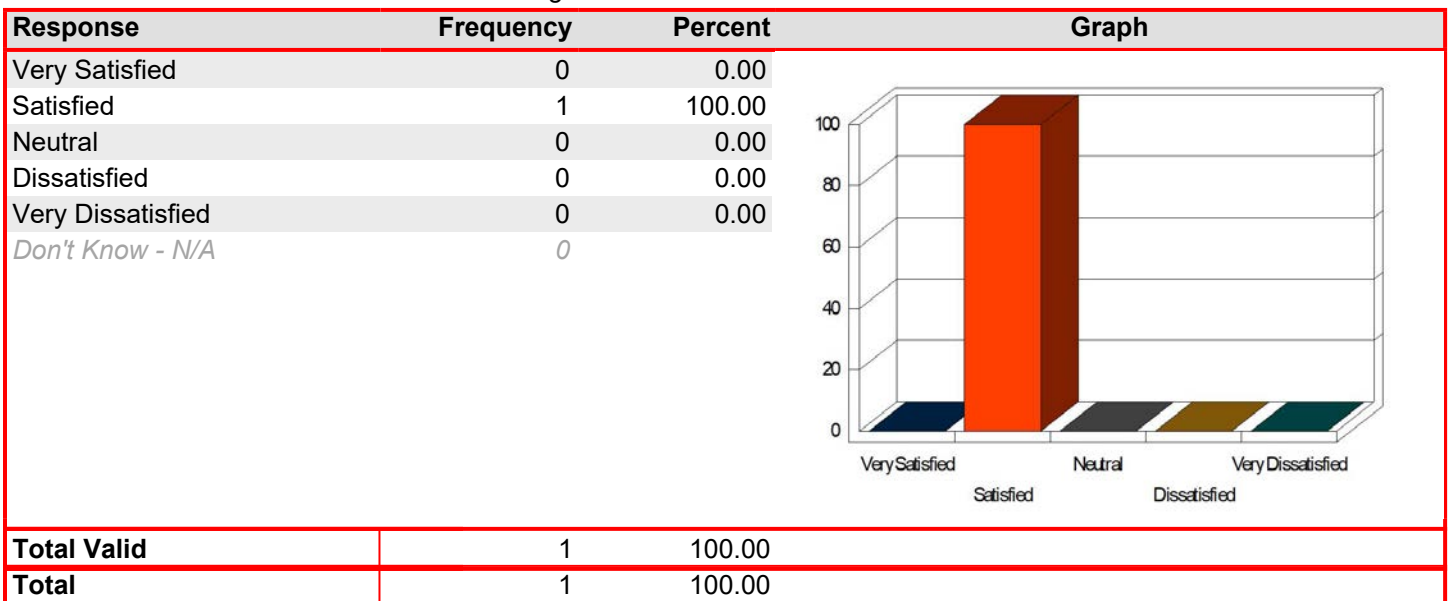 Response Frequency Percent Graph
Very Satisfied 0 0.00
Satisfied 1 100.00
Neutral 0 0.00
Dissatisfied 0 0.00
Very Dissatisfied 0 0.00
Don't Know - N/A 0
100
80
60
40
20
0
Very Satisfied Neutral Very Dissatisfied
Satisfied Dissatisfied
Total Valid 1 100.00
Total 1 100.00